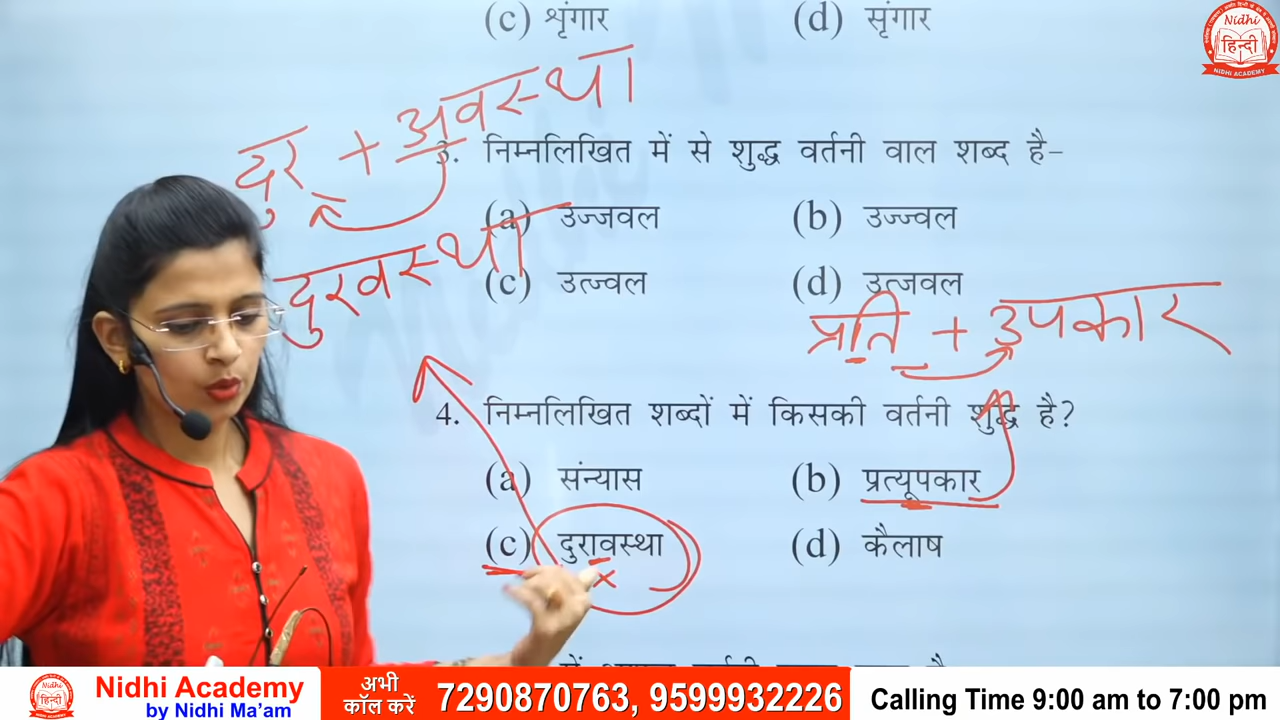 (c) शृंगार (d) सृंगार
Nidhi
हिन्दी
NIDHI ACADEMY
दुर + अवस्था
3. निम्नलिखित में से शुद्ध वर्तनी वाल शब्द है-
(a) उज्जवल (b) उज्ज्वल
दुरवस्था
(c) उत्ज्वल (d) उत्जवल
प्रति + उपकार
4. निम्नलिखित शब्दों में किसकी वर्तनी शुद्ध है?
(a) संन्यास (b) प्रत्यूपकार
(c) दुरावस्था (d) कैलाष
Nidhi Academy
by Nidhi Ma'am
अभी
कॉल करें
7290870763, 9599932226
Calling Time 9:00 am to 7:00 pm